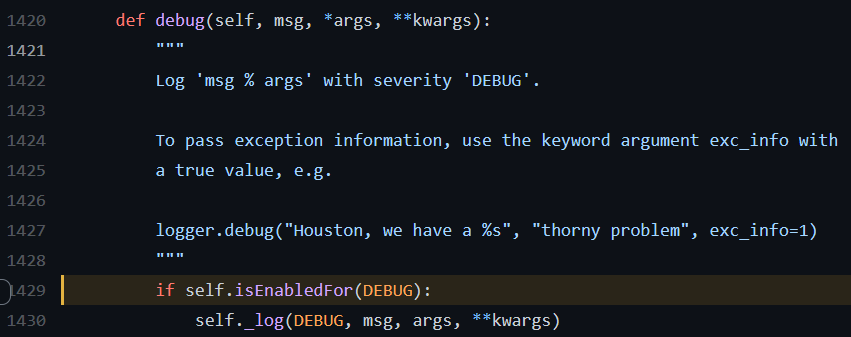 1420 def debug(self, msg, *args, **kwargs):
1421 """
1422 Log 'msg % args' with severity 'DEBUG'.
1423
1424 To pass exception information, use the keyword argument exc_info with
1425 a true value, e.g.
1426
1427 logger.debug("Houston, we have a %s", "thorny problem", exc_info=1)
1428 """
1429 if self.isEnabledFor(DEBUG):
1430 self._log(DEBUG, msg, args, **kwargs)